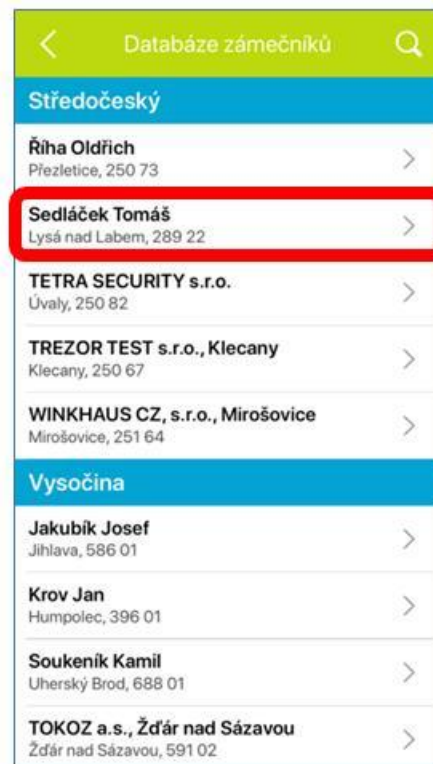 Databáze zámečníků
Středočeský
Říha Oldřich
Přezletice, 250 73
Sedláček Tomáš
Lysá nad Labem, 289 22
TETRA SECURITY s.r.o.
Úvaly, 250 82
TREZOR TEST s.r.o., Klecany
Klecany, 250 67
WINKHAUS CZ, s.r.o., Mirošovice
Mirošovice, 251 64
Vysočina
Jakubík Josef
Jihlava, 586 01
Krov Jan
Humpolec, 396 01
Soukeník Kamil
Uherský Brod, 688 01
TOKOZ a.s., Žďár nad Sázavou
Žďár nad Sázavou, 591 02